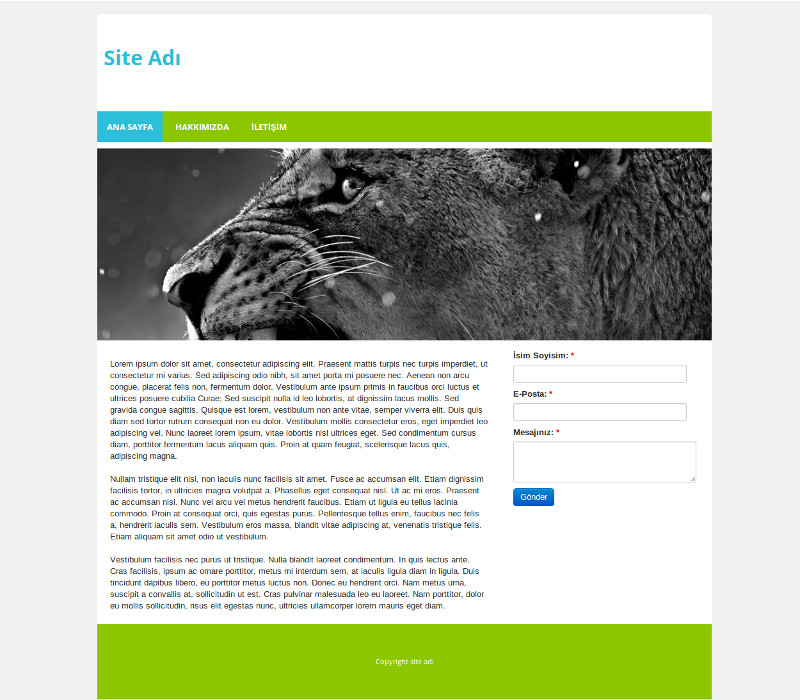 Site Adı
ANA SAYFA HAKKIMIZDA İLETİŞİM
Lorem ipsum dolor sit amet, consectetur adipiscing elit. Praesent mattis turpis nec turpis imperdiet, ut
consectetur mi varius. Sed adipiscing odio nibh, sit amet porta mi posuere nec. Aenean non arcu
congue, placerat felis non, fermentum dolor. Vestibulum ante ipsum primis in faucibus orci luctus et
ultrices posuere cubilia Curae; Sed suscipit nulla id leo lobortis, at dignissim lacus mollis. Sed
gravida congue sagittis. Quisque est lorem, vestibulum non ante vitae, semper viverra elit. Duis quis
diam sed tortor rutrum consequat non eu dolor. Vestibulum mollis consectetur eros, eget imperdiet leo
adipiscing vel. Nunc laoreet lorem ipsum, vitae lobortis nisl ultrices eget. Sed condimentum cursus
diam, porttitor fermentum lacus aliquam quis. Proin at quam feugiat, scelerisque lacus quis,
adipiscing magna.
Nullam tristique elit nisi, non iaculis nunc facilisis sit amet. Fusce ac accumsan elit. Etiam dignissim
facilisis tortor, in ultricies magna volutpat a. Phasellus eget consequat nisl. Ut ac mi eros. Praesent
ac accumsan nisl. Nunc vel arcu vel metus hendrerit faucibus. Etiam ut ligula eu tellus lacinia
commodo. Proin at consequat orci, quis egestas purus. Pellentesque tellus enim, faucibus nec felis
a, hendrerit iaculis sem. Vestibulum eros massa, blandit vitae adipiscing at, venenatis tristique felis.
Etiam aliquam sit amet odio ut vestibulum.
Vestibulum facilisis nec purus ut tristique. Nulla blandit laoreet condimentum. In quis lectus ante.
Cras facilisis, ipsum ac ornare porttitor, metus mi interdum sem, at iaculis ligula diam in ligula. Duis
tincidunt dapibus libero, eu porttitor metus luctus non. Donec eu hendrerit orci. Nam metus urna,
suscipit a convallis at, sollicitudin ut est. Cras pulvinar malesuada leo eu laoreet. Nam porttitor, dolor
eu mollis sollicitudin, risus elit egestas nunc, ultricies ullamcorper lorem mauris eget diam.
İsim Soyisim: *
E-Posta: *
Mesajınız: *
Gönder
Copyright site adı